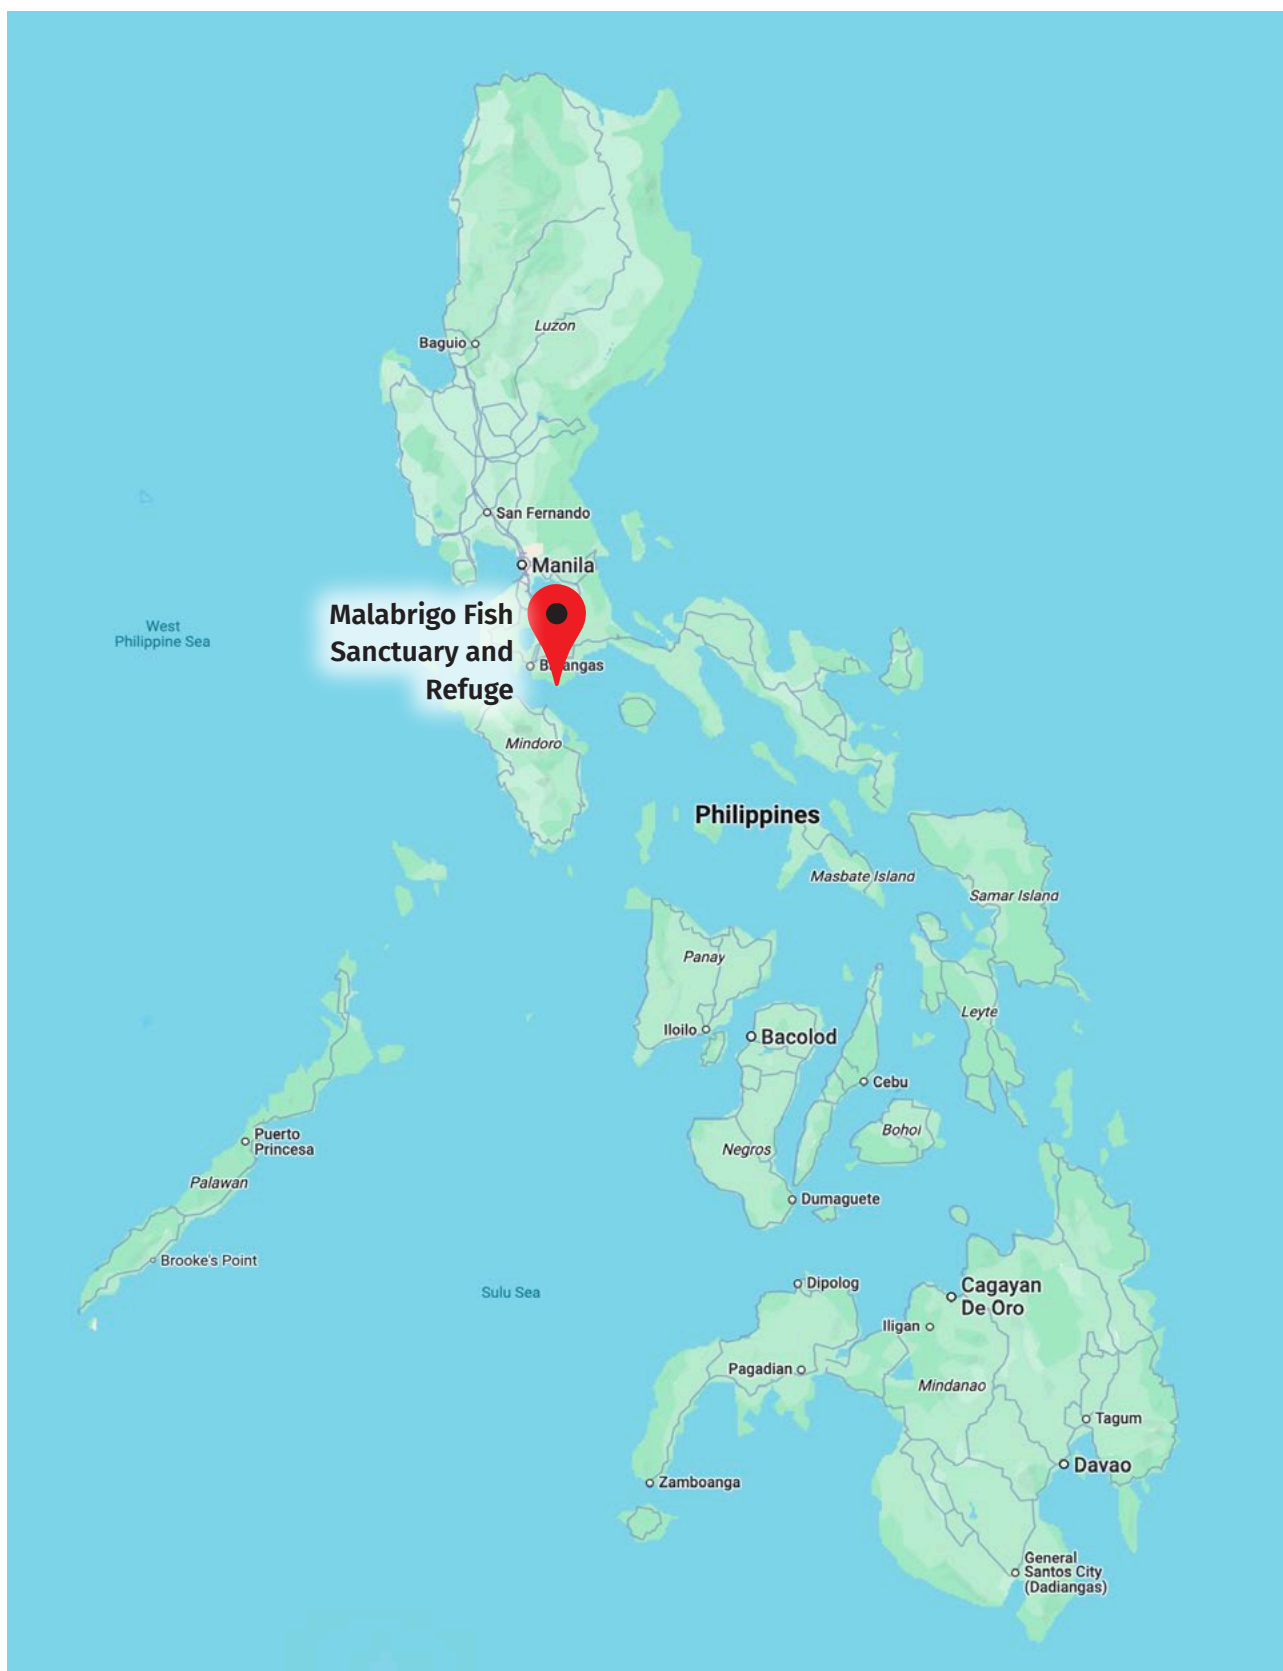 Luzon
Baguio
San Fernando
Manila
Malabrigo Fish
Sanctuary and
Refuge
West
Philippine Sea
Batangas
Mindoro
Philippines
Masbate Island
Samar Island
Panay
Leyte
Iloilo
Bacolod
Cebu
Bohol
Puerto
Princesa
Negros
Palawan
Dumaguete
Brooke's Point
Sulu Sea
Dipolog
Cagayan
De Oro
Iligan
Pagadian
Mindanao
Tagum
Davao
Zamboanga
General
Santos City
(Dadiangas)